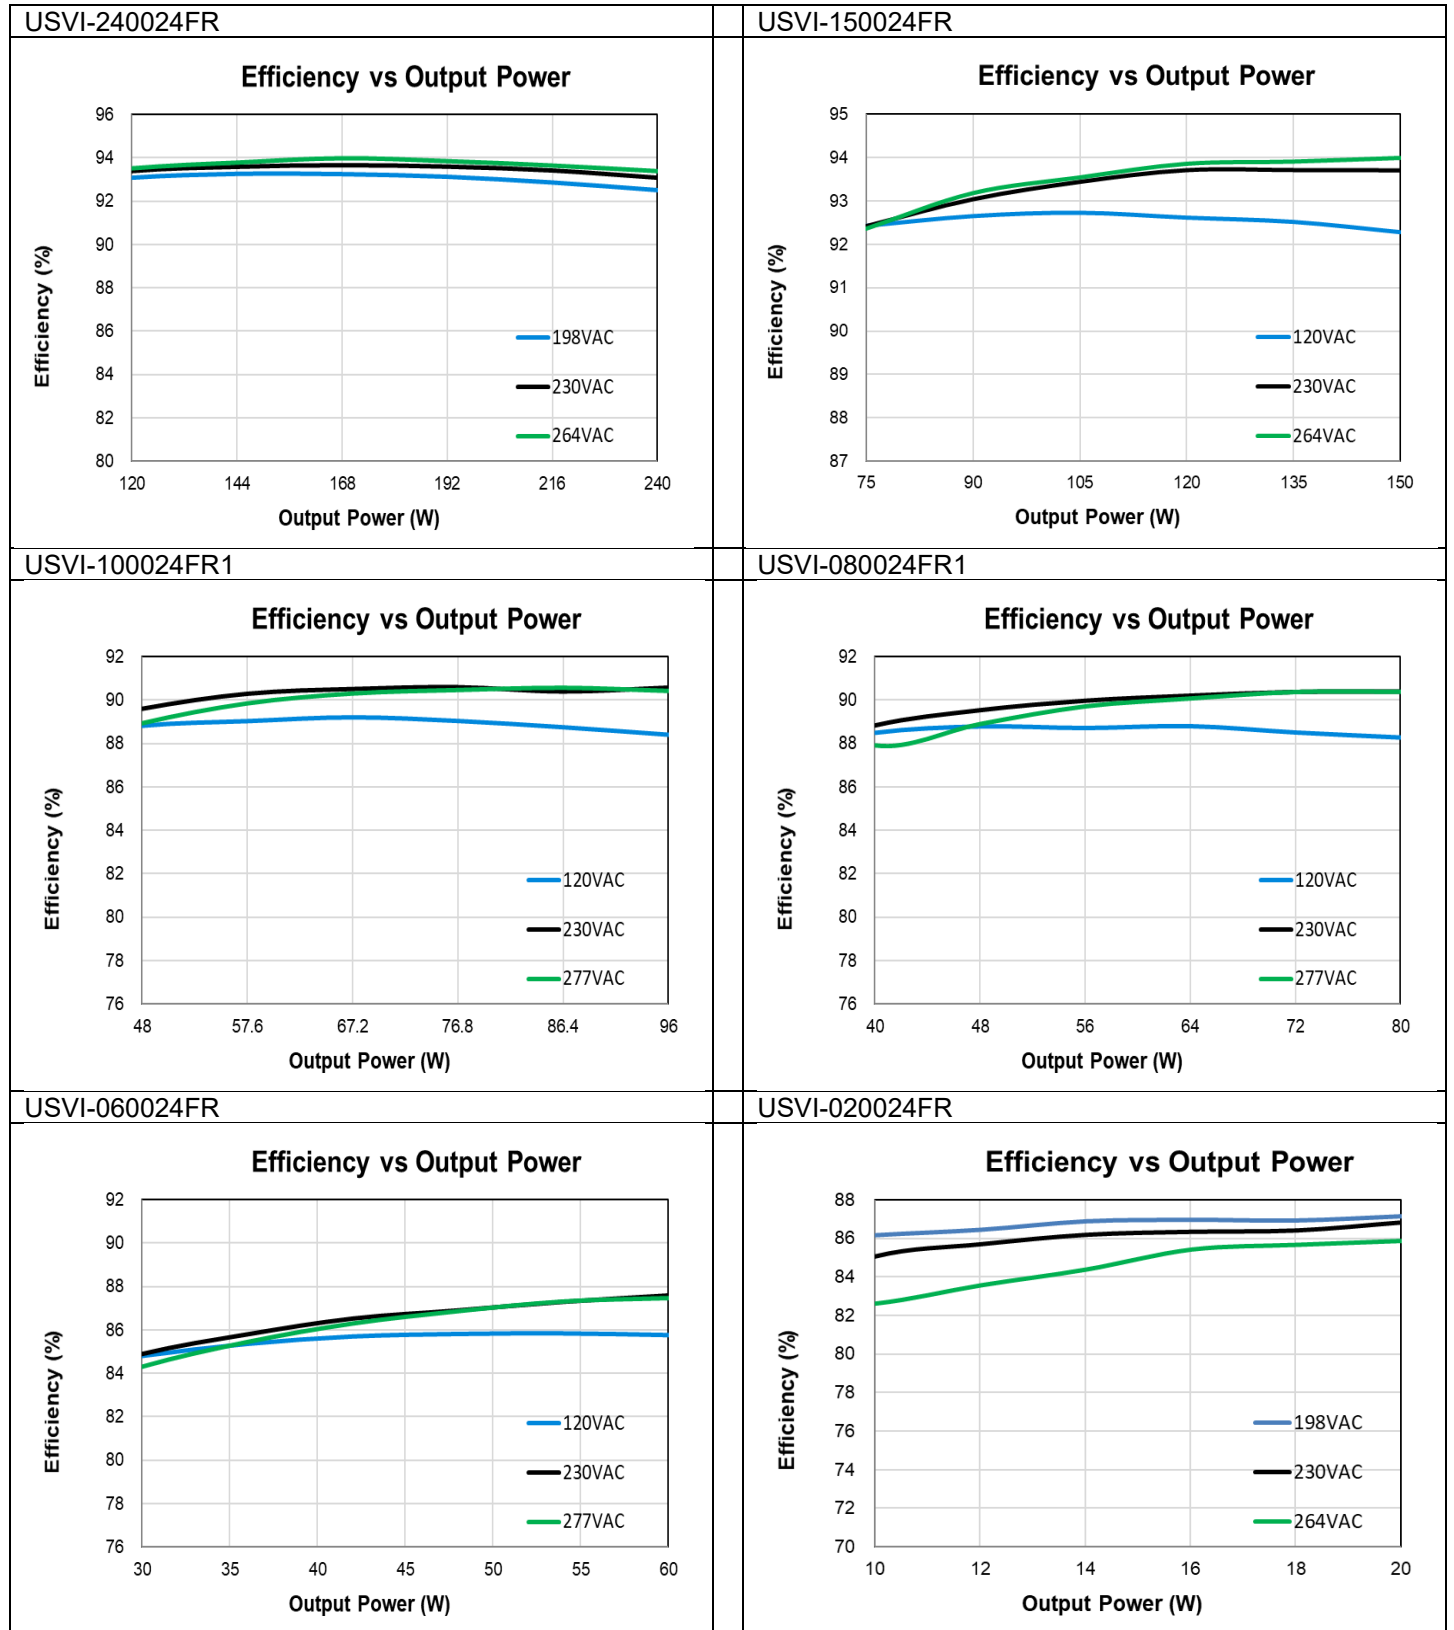 USVI-240024FR
Efficiency vs Output Power
Efficiency (%)
96
94
92
90
88
86
84
82
80
198VAC
230VAC
264VAC
120 144 168 192 216 240
Output Power (W)
USVI-150024FR
Efficiency vs Output Power
Efficiency (%)
95
94
93
92
91
90
89
88
87
120VAC
230VAC
264VAC
75 90 105 120 135 150
Output Power (W)
USVI-100024FR1
Efficiency vs Output Power
Efficiency (%)
92
90
88
86
84
82
80
78
76
120VAC
230VAC
277VAC
48 57.6 67.2 76.8 86.4 96
Output Power (W)
USVI-080024FR1
Efficiency vs Output Power
Efficiency (%)
92
90
88
86
84
82
80
78
76
120VAC
230VAC
277VAC
40 48 56 64 72 80
Output Power (W)
USVI-060024FR
Efficiency vs Output Power
Efficiency (%)
92
90
88
86
84
82
80
78
76
120VAC
230VAC
277VAC
30 35 40 45 50 55 60
Output Power (W)
USVI-020024FR
Efficiency vs Output Power
Efficiency (%)
88
86
84
82
80
78
76
74
72
70
198VAC
230VAC
264VAC
10 12 14 16 18 20
Output Power (W)